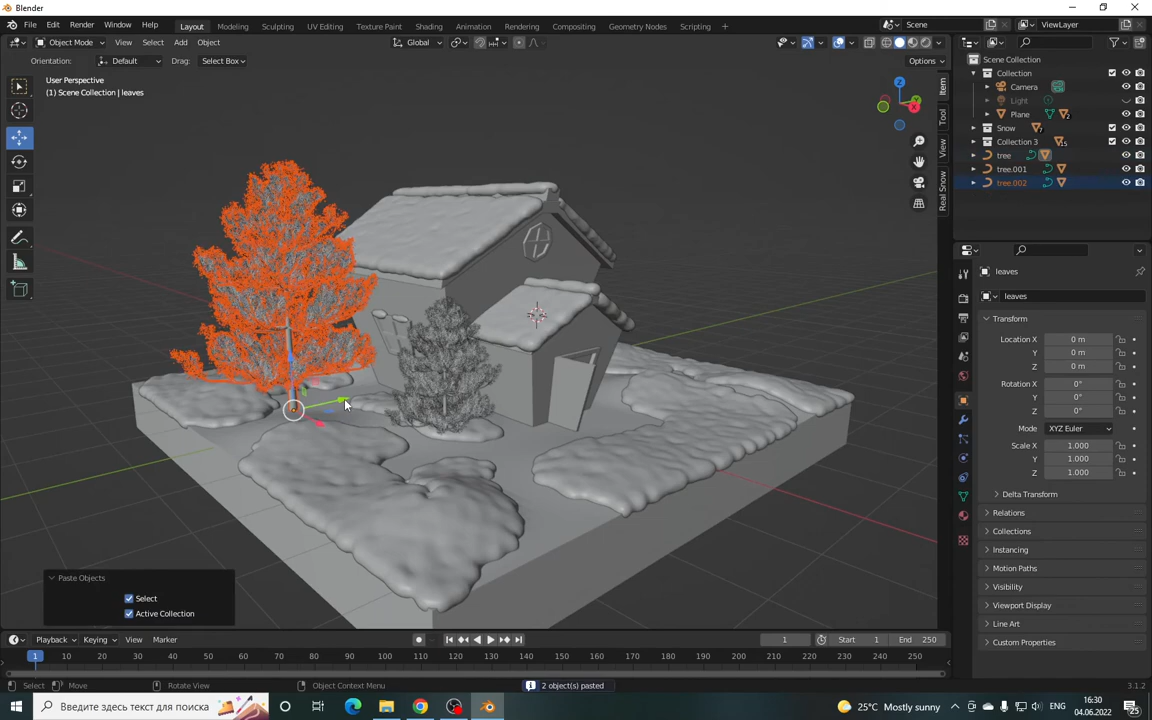 Blender
File Edit Render Window Help Layout Modeling Sculpting UV Editing Texture Paint Shading Animation Rendering Compositing Geometry Nodes Scripting + Scene ViewLayer
Object Mode View Select Add Object Global
Orientation: Default Drag: Select Box Options
User Perspective
(1) Scene Collection | leaves
Z
Y
X
Item
Tool
View
Real Snow
Scene Collection
Collection
Camera
Light
Plane 2
Snow 7
Collection 3 15
tree
tree.001
tree.002
leaves
leaves
Transform
Location X 0 m
Y 0 m
Z 0 m
Rotation X 0°
Y 0°
Z 0°
Mode XYZ Euler
Scale X 1.000
Y 1.000
Z 1.000
Delta Transform
Relations
Collections
Instancing
Motion Paths
Visibility
Viewport Display
Line Art
Custom Properties
Paste Objects
Select
Active Collection
Playback Keying View Marker 1 Start 1 End 250
1 10 20 30 40 50 60 70 80 90 100 110 120 130 140 150 160 170 180 190 200 210 220 230 240 250
Select Move Rotate View Object Context Menu 2 object(s) pasted 3.1.2
Введите здесь текст для поиска 25°C Mostly sunny ENG 16:30
04.06.2022 25